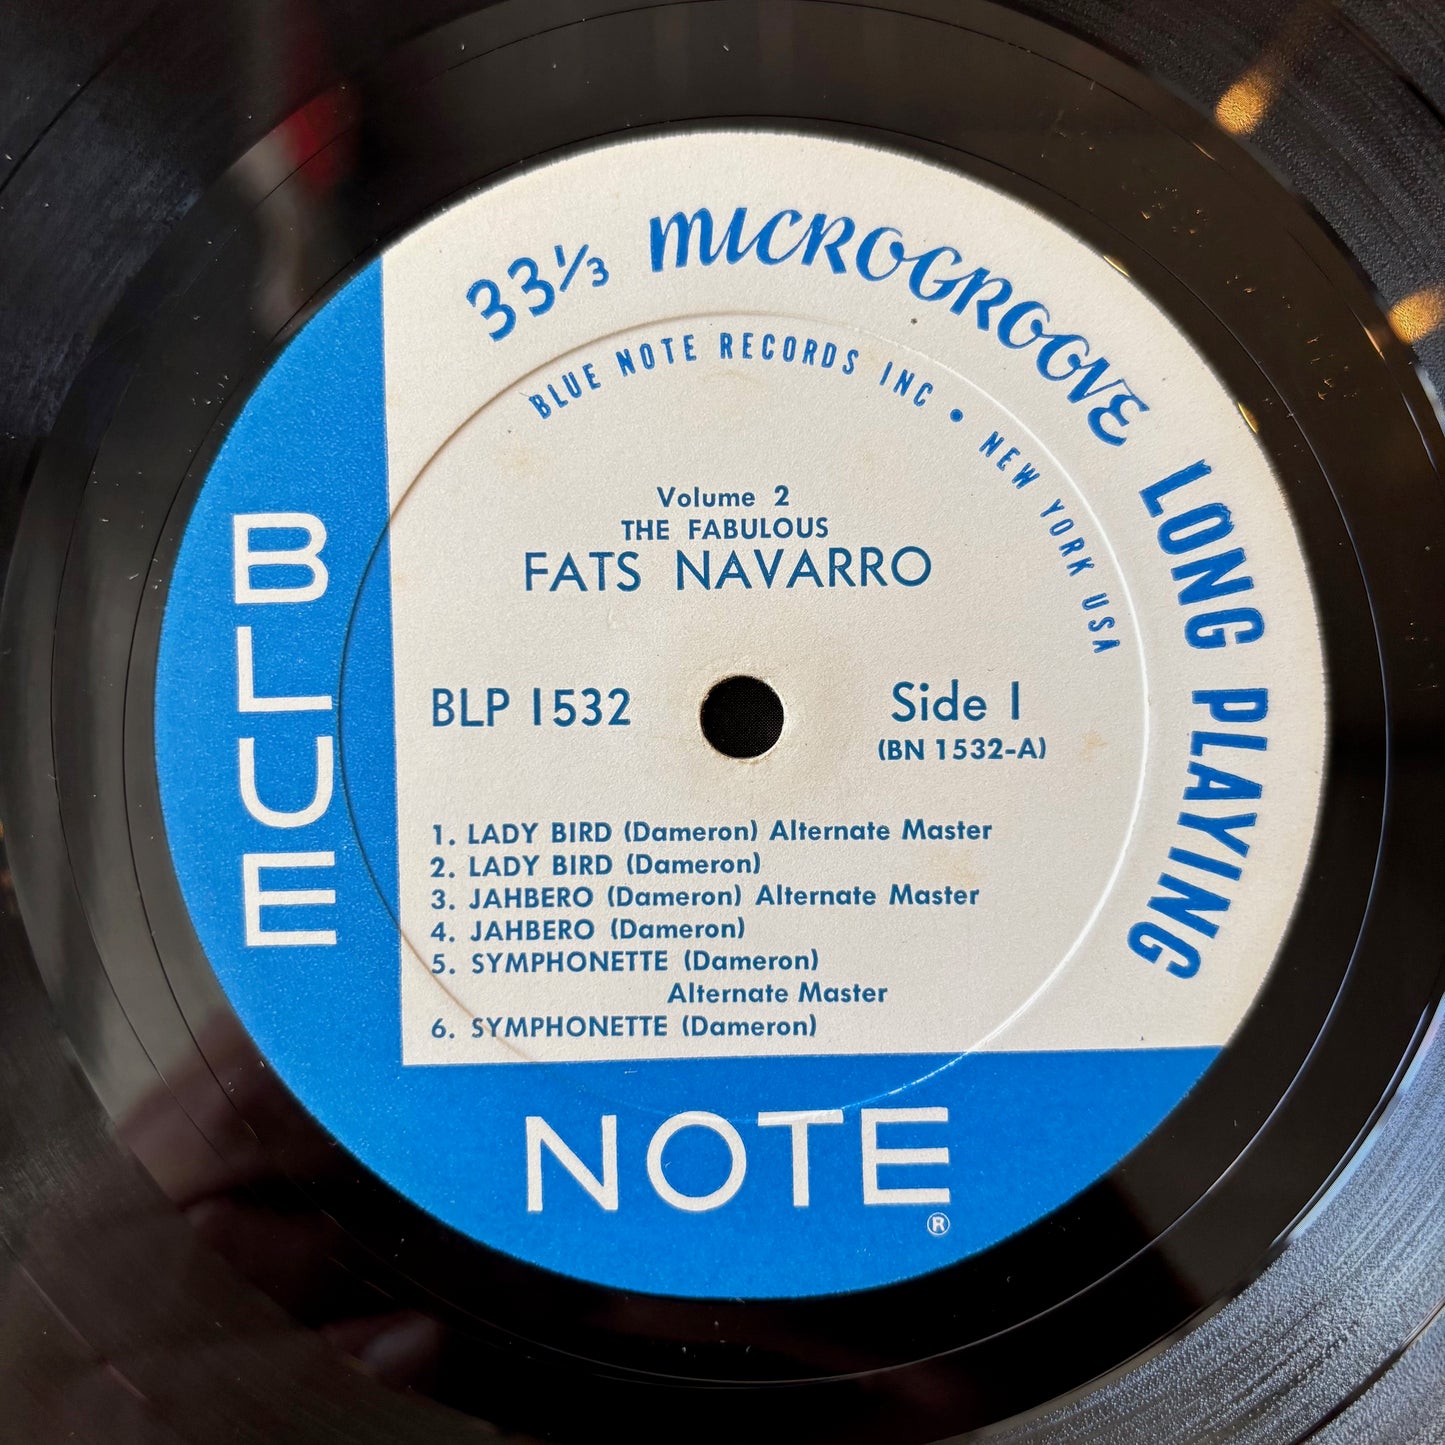 33⅓ MICROGROOVE LONG PLAYING
BLUE NOTE RECORDS INC • NEW YORK USA
Volume 2
THE FABULOUS
FATS NAVARRO
BLP 1532
Side 1
(BN 1532-A)
1. LADY BIRD (Dameron) Alternate Master
2. LADY BIRD (Dameron)
3. JAHBERO (Dameron) Alternate Master
4. JAHBERO (Dameron)
5. SYMPHONETTE (Dameron)
Alternate Master
6. SYMPHONETTE (Dameron)
BLUE
NOTE
®